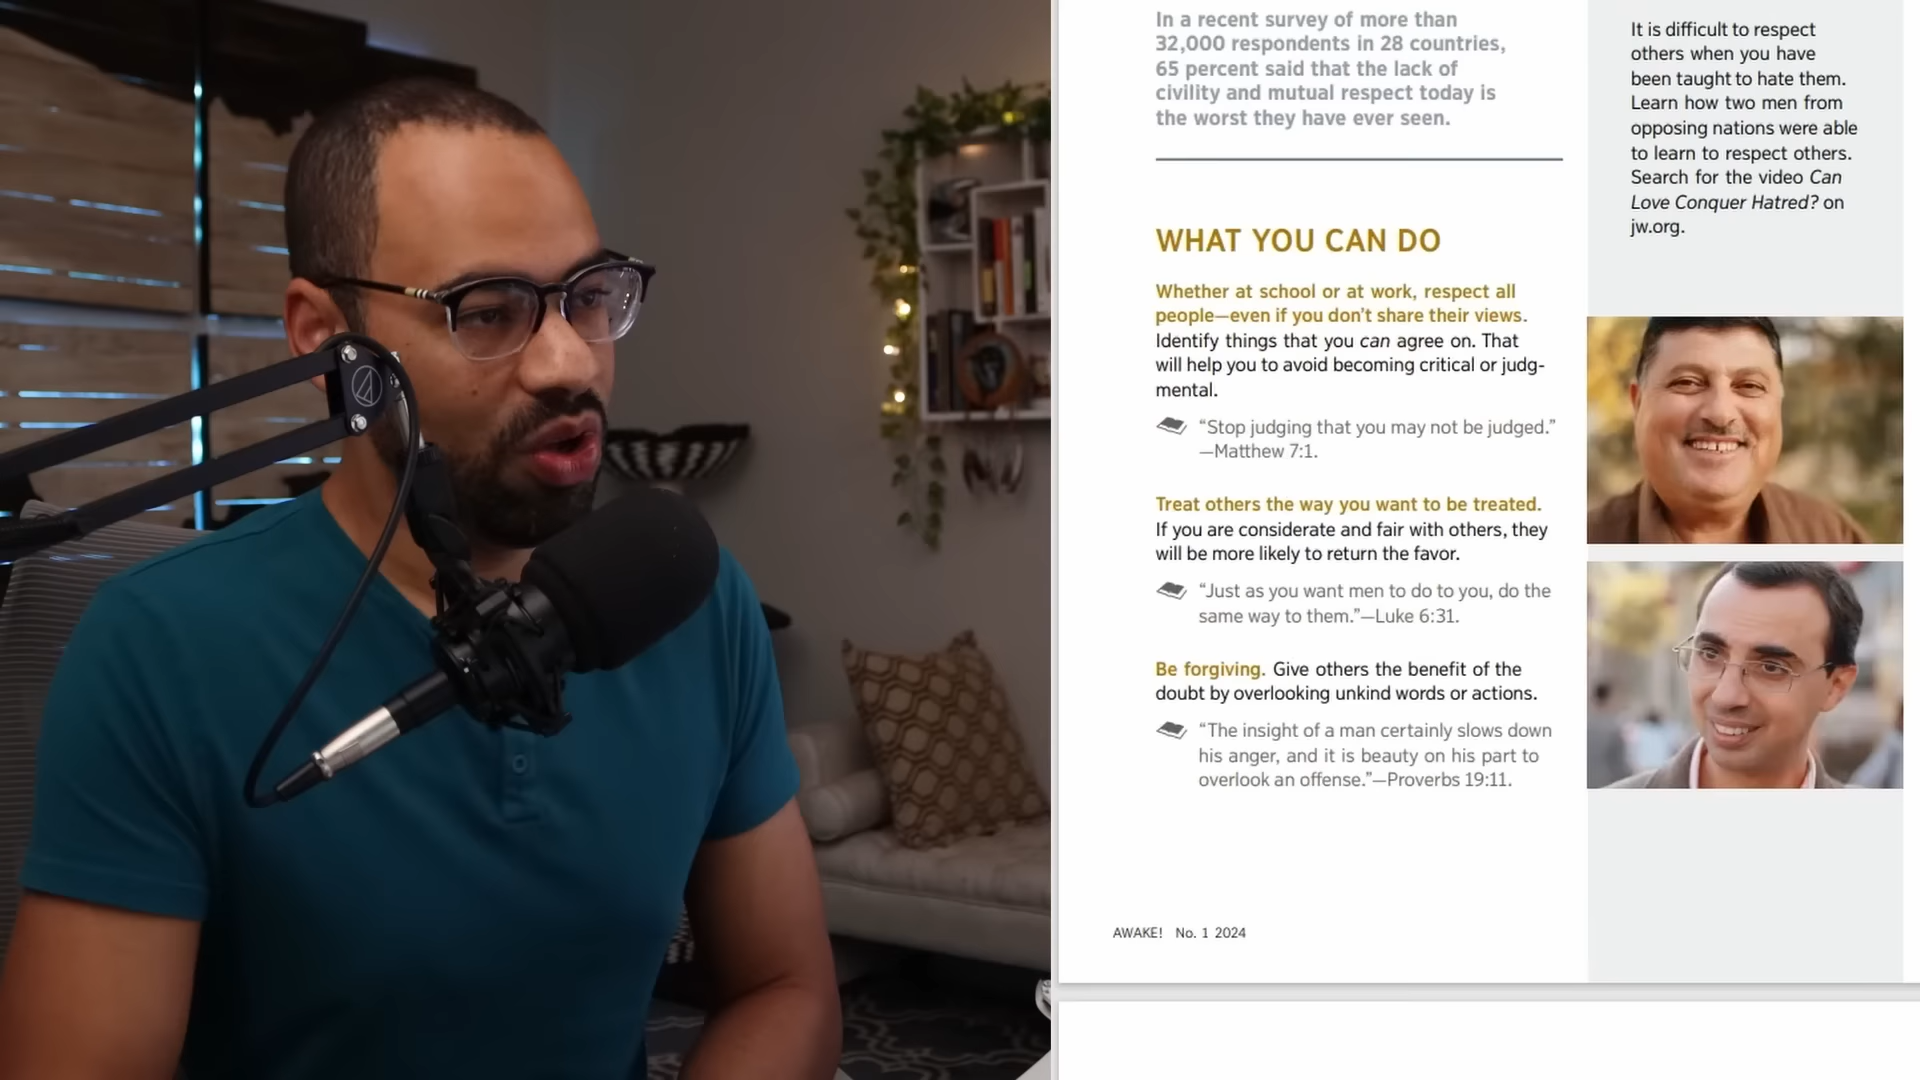 In a recent survey of more than
32,000 respondents in 28 countries,
65 percent said that the lack of
civility and mutual respect today is
the worst they have ever seen.
WHAT YOU CAN DO
Whether at school or at work, respect all
people—even if you don’t share their views.
Identify things that you can agree on. That
will help you to avoid becoming critical or judg-
mental.
“Stop judging that you may not be judged.”
—Matthew 7:1.
Treat others the way you want to be treated.
If you are considerate and fair with others, they
will be more likely to return the favor.
“Just as you want men to do to you, do the
same way to them.”—Luke 6:31.
Be forgiving. Give others the benefit of the
doubt by overlooking unkind words or actions.
“The insight of a man certainly slows down
his anger, and it is beauty on his part to
overlook an offense.”—Proverbs 19:11.
AWAKE! No. 1 2024
It is difficult to respect
others when you have
been taught to hate them.
Learn how two men from
opposing nations were able
to learn to respect others.
Search for the video Can
Love Conquer Hatred? on
jw.org.